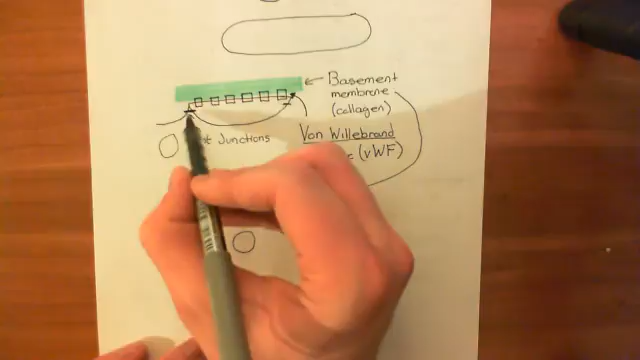 Basement
membrane
(collagen)
Junctions
Von Willebrand
(vWF)